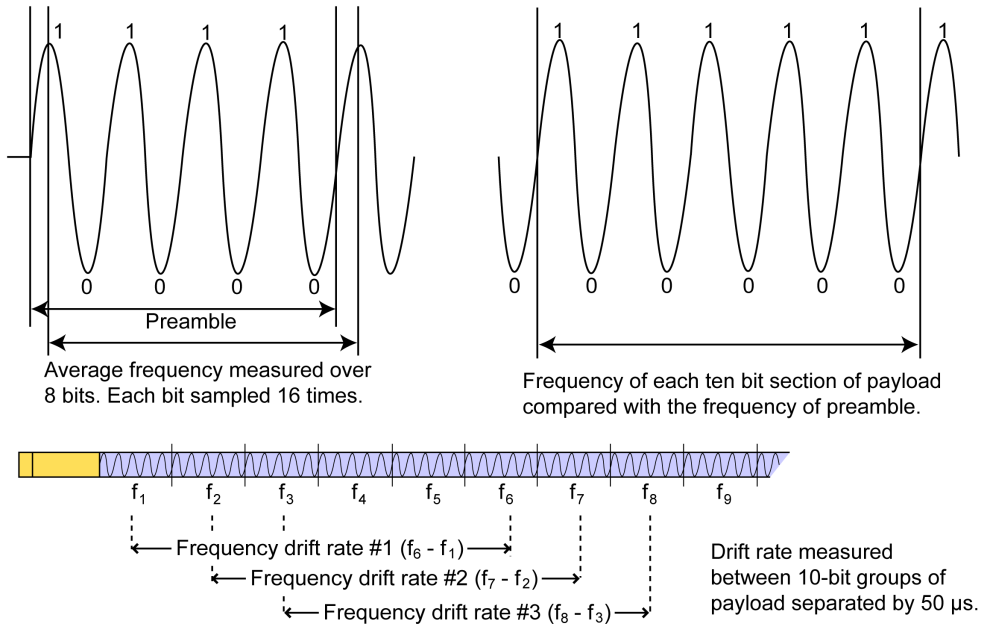 1 1 1 1
0 0 0 0
Preamble
Average frequency measured over
8 bits. Each bit sampled 16 times.
1 1 1 1 1 1
0 0 0 0 0 0
Frequency of each ten bit section of payload
compared with the frequency of preamble.
f1 f2 f3 f4 f5 f6 f7 f8 f9
Frequency drift rate #1 (f6 - f1)
Frequency drift rate #2 (f7 - f2)
Frequency drift rate #3 (f8 - f3)
Drift rate measured
between 10-bit groups of
payload separated by 50 µs.